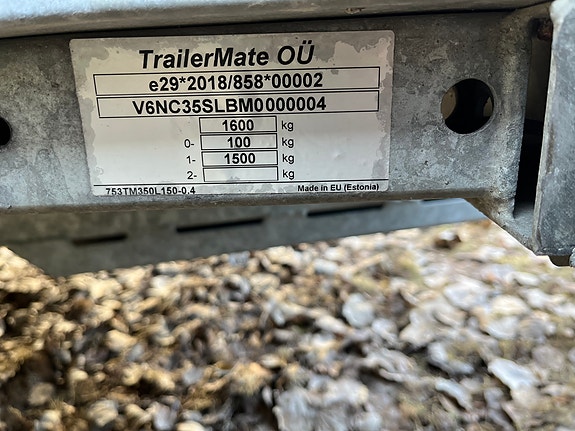 TrailerMate OÜ
e29*2018/858*00002
V6NC35SLBM0000004
1600 kg
0- 100 kg
1- 1500 kg
2- kg
753TM350L150-0,4 Made in EU (Estonia)